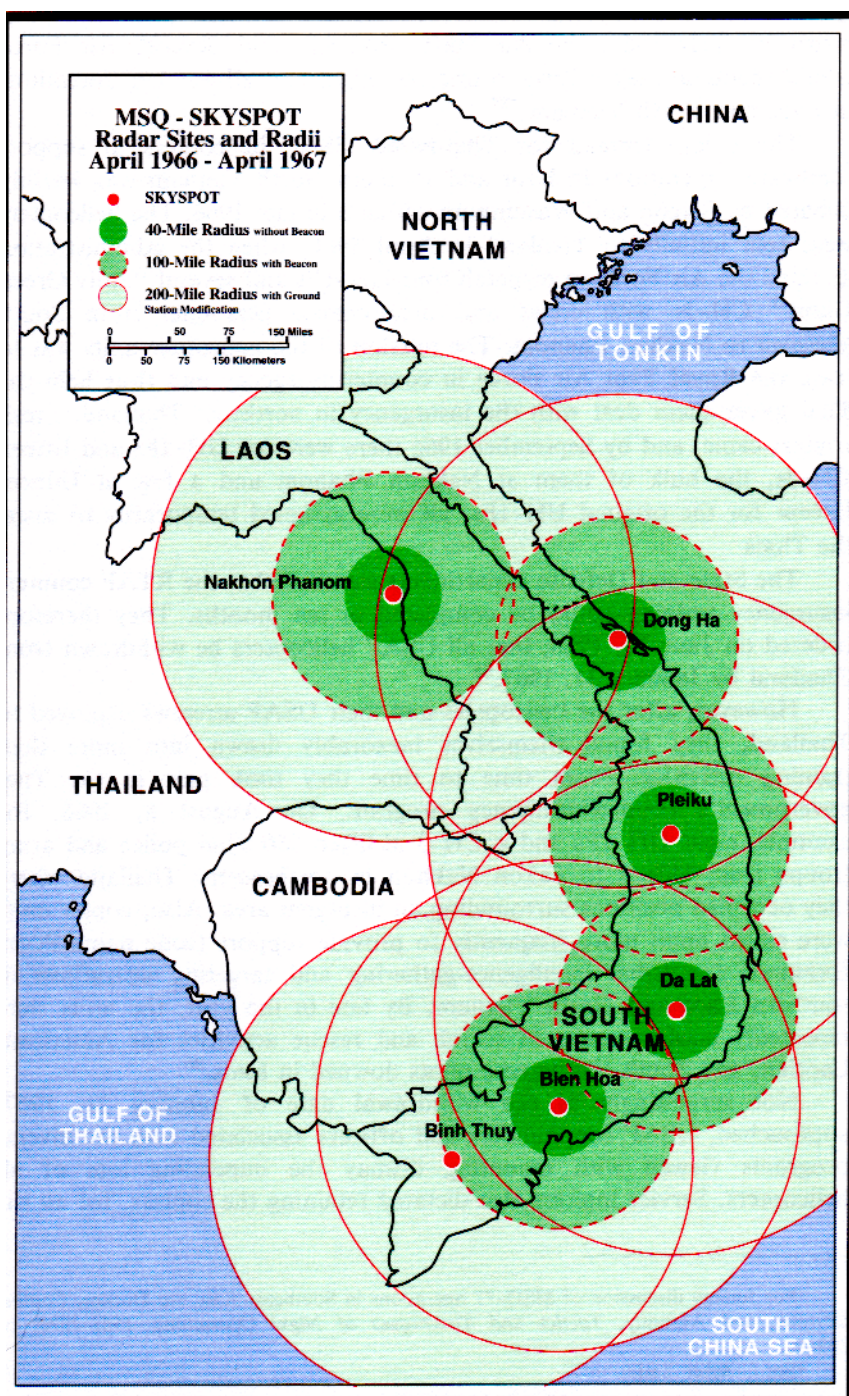 MSQ - SKYSPOT
Radar Sites and Radii
April 1966 - April 1967
SKYSPOT
40-Mile Radius without Beacon
100-Mile Radius with Beacon
200-Mile Radius with Ground
Station Modification
0 50 75 150 Miles
0 50 75 150 Kilometers
CHINA
NORTH
VIETNAM
GULF OF
TONKIN
LAOS
Nakhon Phanom
Dong Ha
THAILAND
Pleiku
CAMBODIA
Da Lat
SOUTH
VIETNAM
Bien Hoa
GULF OF
THAILAND
Binh Thuy
SOUTH
CHINA SEA